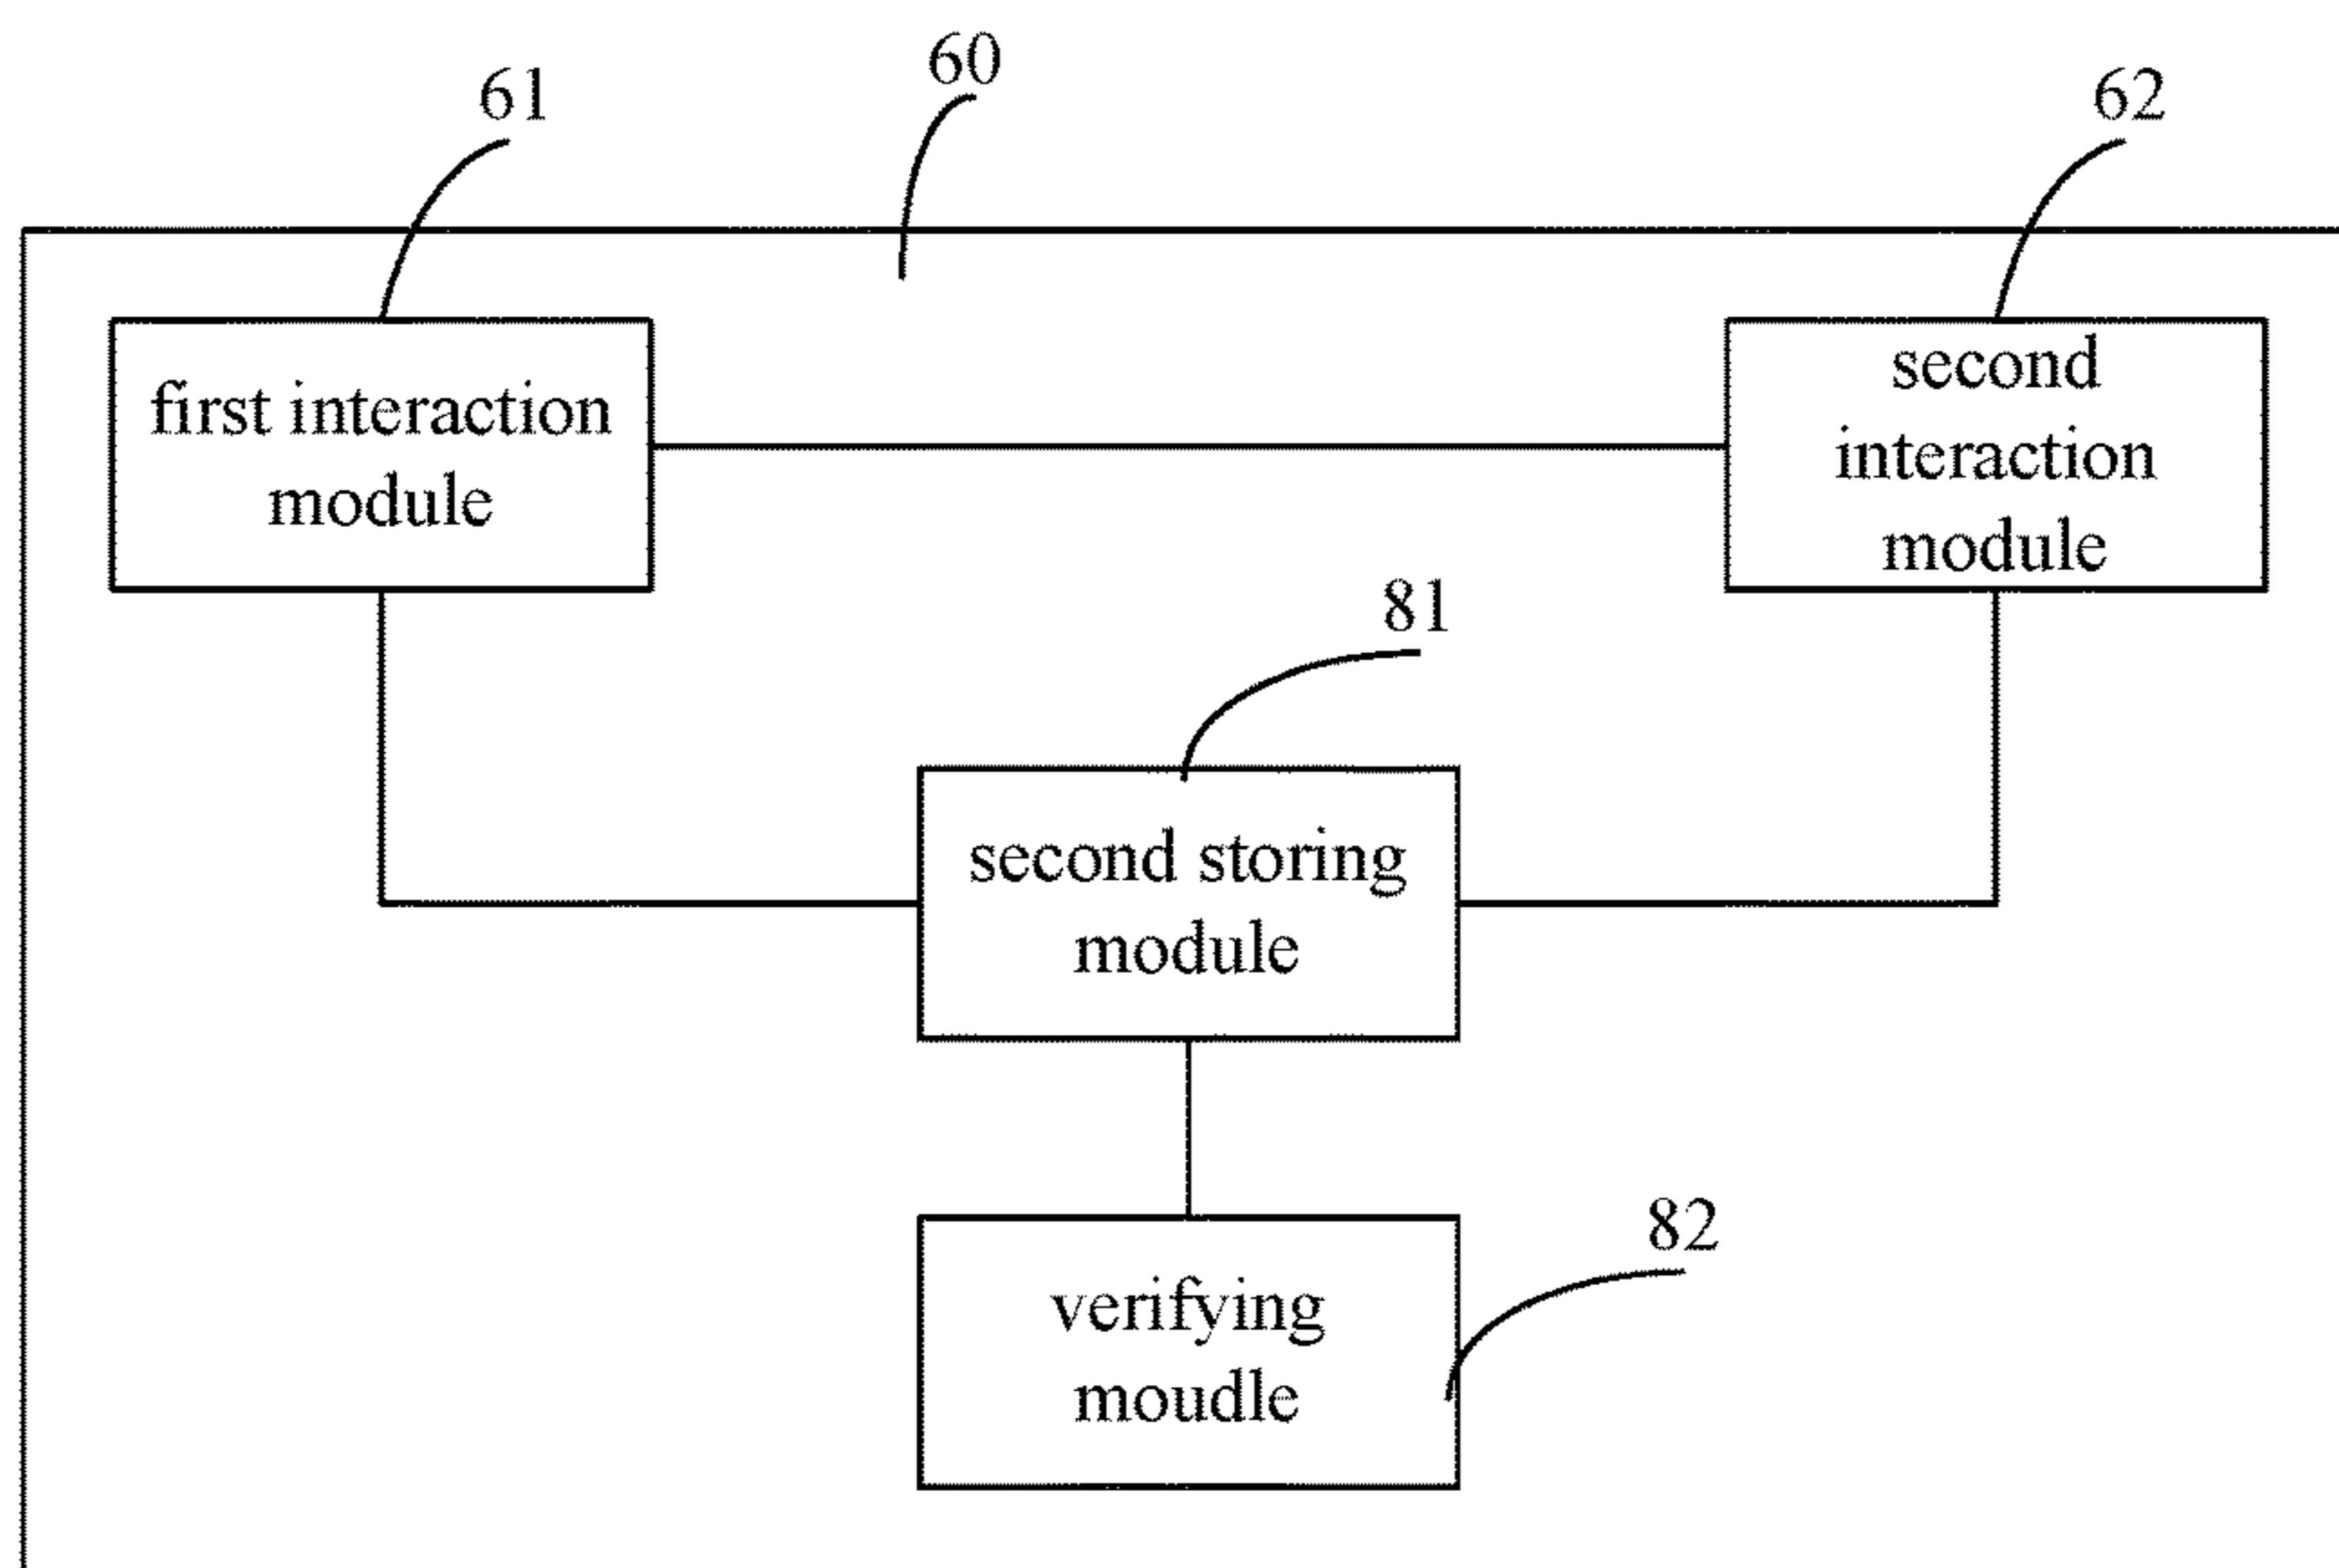 60
61
62
first interaction
module
second
interaction
module
81
second storing
module
82
verifying
moudle